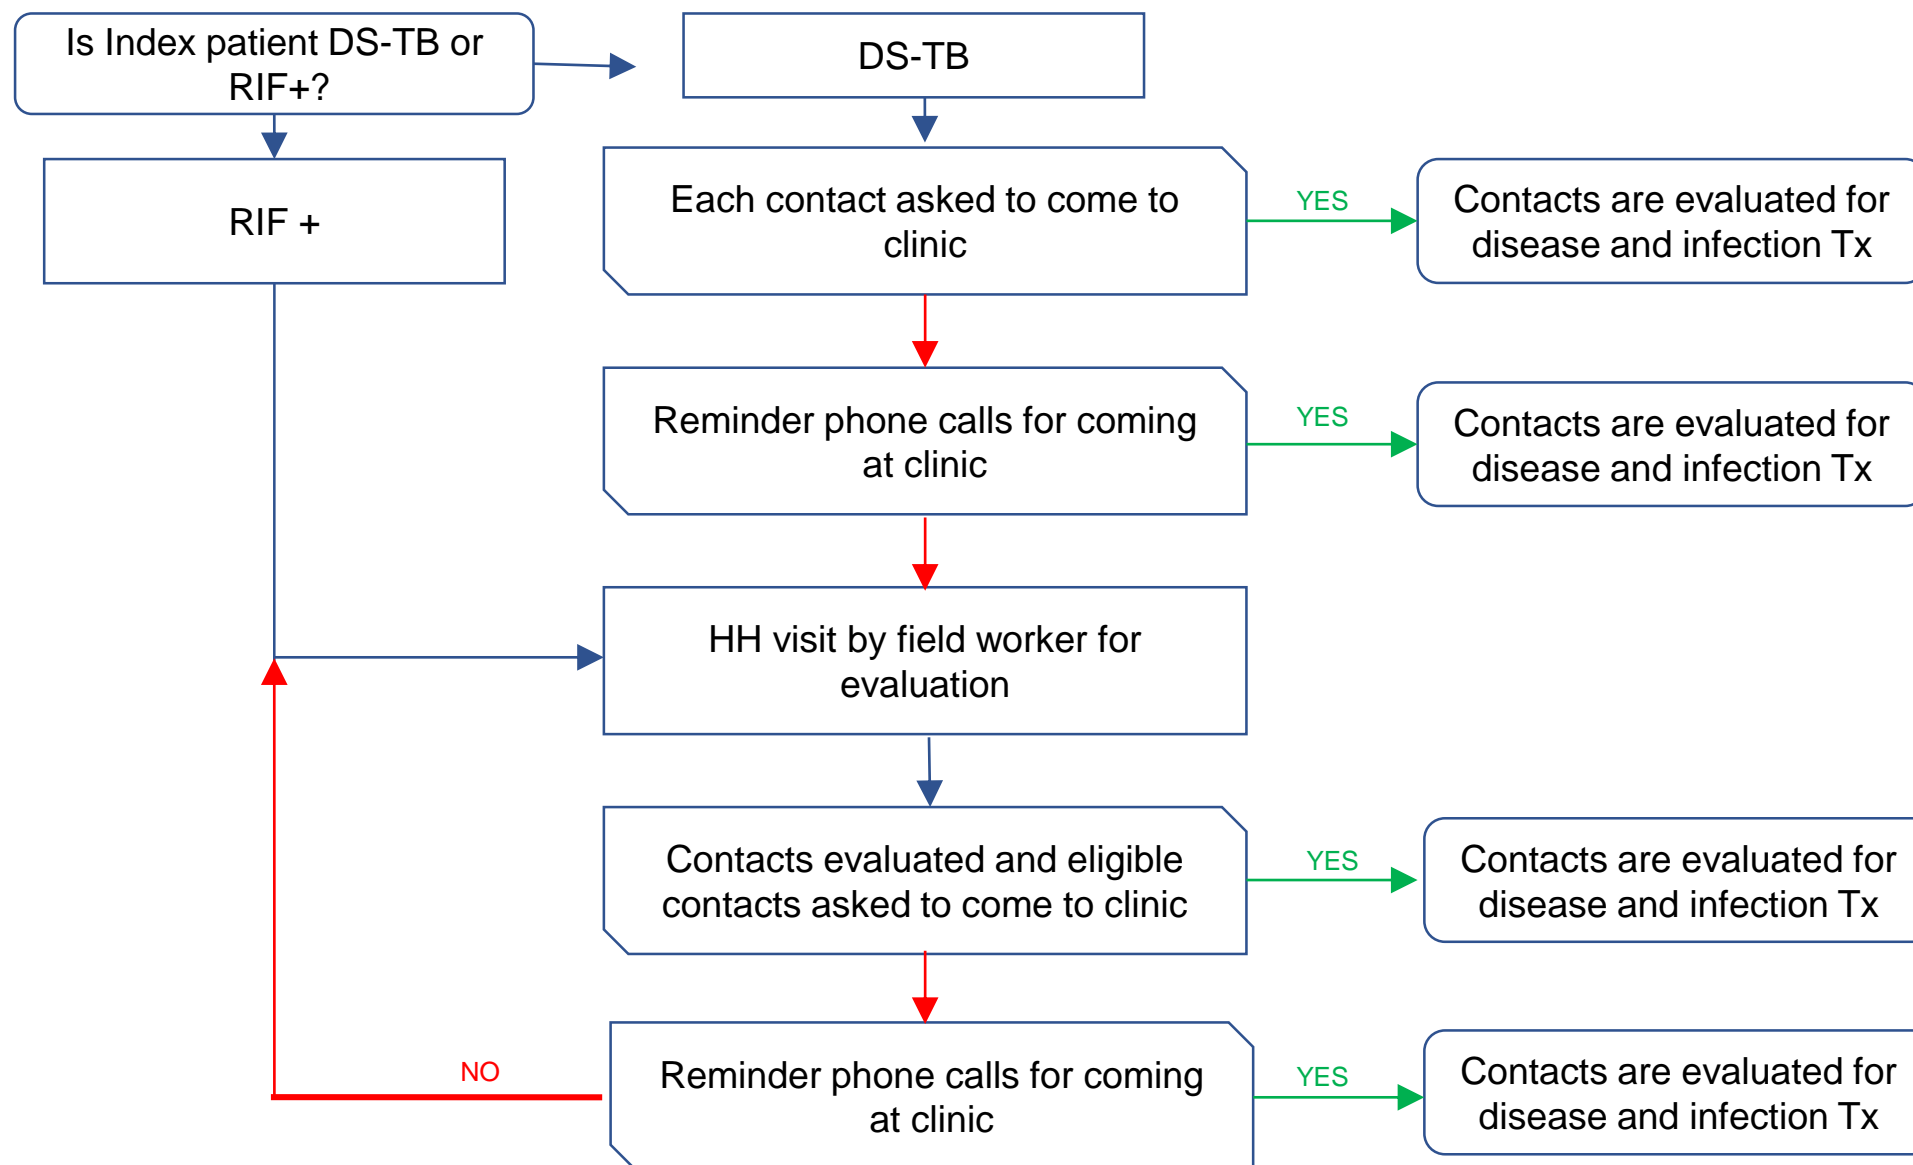 Is Index patient DS-TB or
RIF+?
DS-TB
RIF +
Each contact asked to come to
clinic
YES
Contacts are evaluated for
disease and infection Tx
Reminder phone calls for coming
at clinic
YES
Contacts are evaluated for
disease and infection Tx
HH visit by field worker for
evaluation
Contacts evaluated and eligible
contacts asked to come to clinic
YES
Contacts are evaluated for
disease and infection Tx
NO
Reminder phone calls for coming
at clinic
YES
Contacts are evaluated for
disease and infection Tx